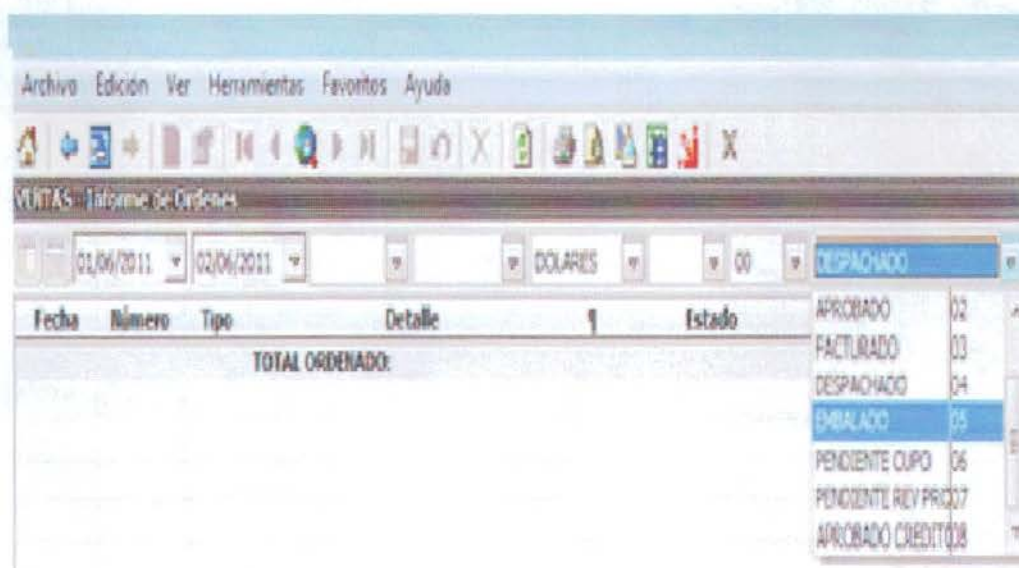 Archivo Edición Ver Herramientas Favoritos Ayuda
VENTAS - Informe de Ordenes
01/06/2011 02/06/2011 DOLARES 00 DESPACHADO
Fecha Número Tipo Detalle ¶ Estado
TOTAL ORDENADO:
APROBADO 02
FACTURADO 03
DESPACHADO 04
EMBALADO 05
PENDIENTE CUPO 06
PENDIENTE REV PRO 07
APROBADO CREDITO 08